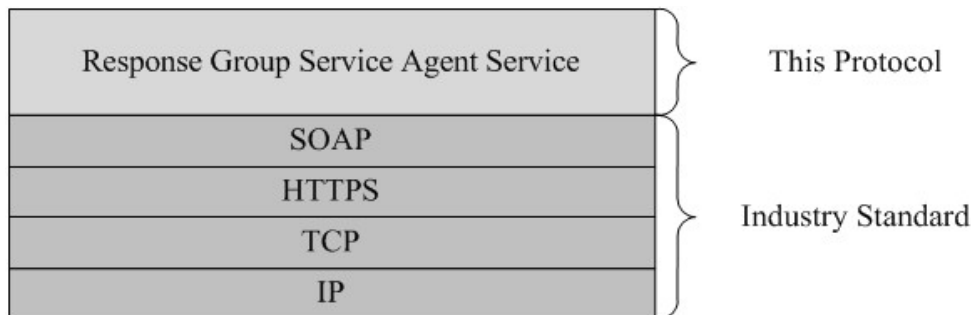 Response Group Service Agent Service
This Protocol
SOAP
HTTPS
TCP
IP
Industry Standard